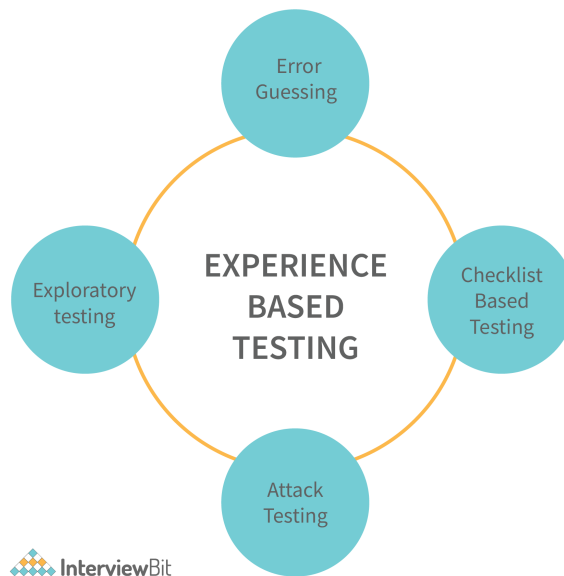 Error
Guessing
Exploratory
testing
EXPERIENCE
BASED
TESTING
Checklist
Based
Testing
Attack
Testing
InterviewBit